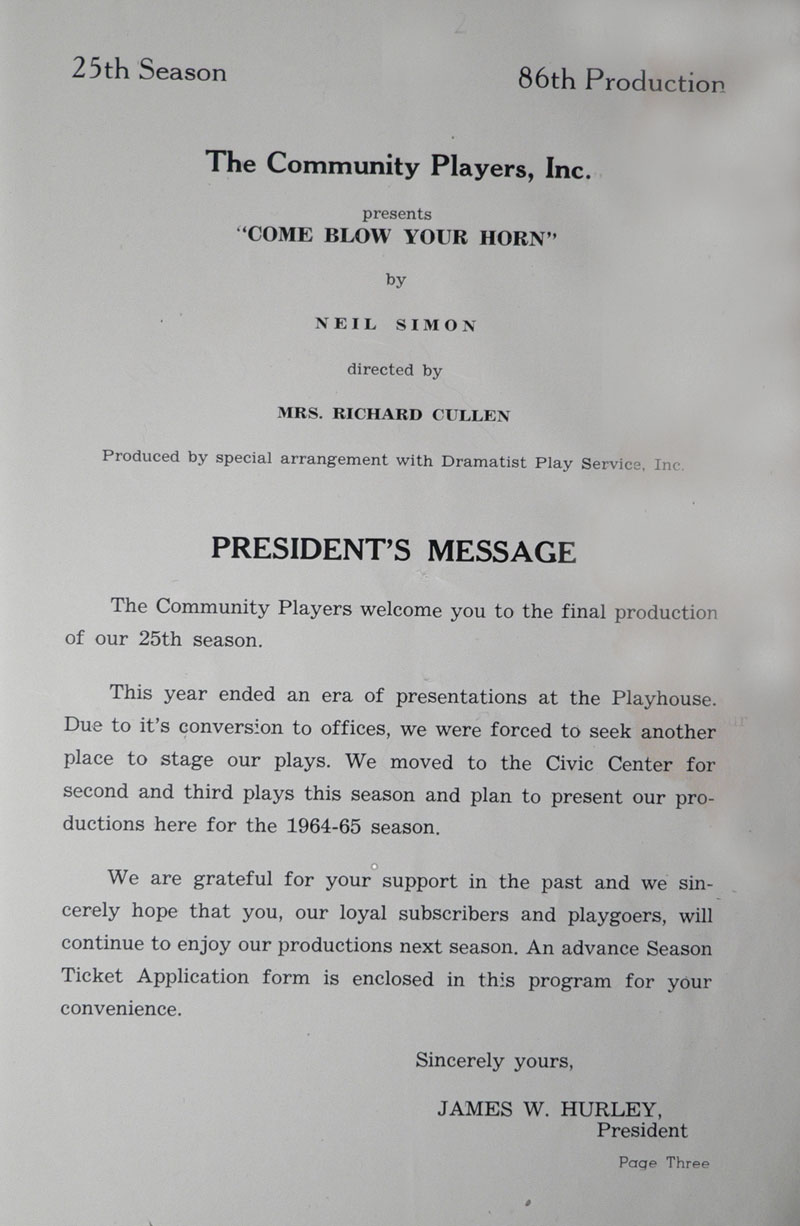 25th Season
86th Production
The Community Players, Inc.
presents
"COME BLOW YOUR HORN"
by
NEIL SIMON
directed by
MRS. RICHARD CULLEN
Produced by special arrangement with Dramatist Play Service, Inc.
PRESIDENT'S MESSAGE
The Community Players welcome you to the final production
of our 25th season.
This year ended an era of presentations at the Playhouse.
Due to it's conversion to offices, we were forced to seek another
place to stage our plays. We moved to the Civic Center for
second and third plays this season and plan to present our pro-
ductions here for the 1964-65 season.
We are grateful for your support in the past and we sin-
cerely hope that you, our loyal subscribers and playgoers, will
continue to enjoy our productions next season. An advance Season
Ticket Application form is enclosed in this program for your
convenience.
Sincerely yours,
JAMES W. HURLEY,
President
Page Three